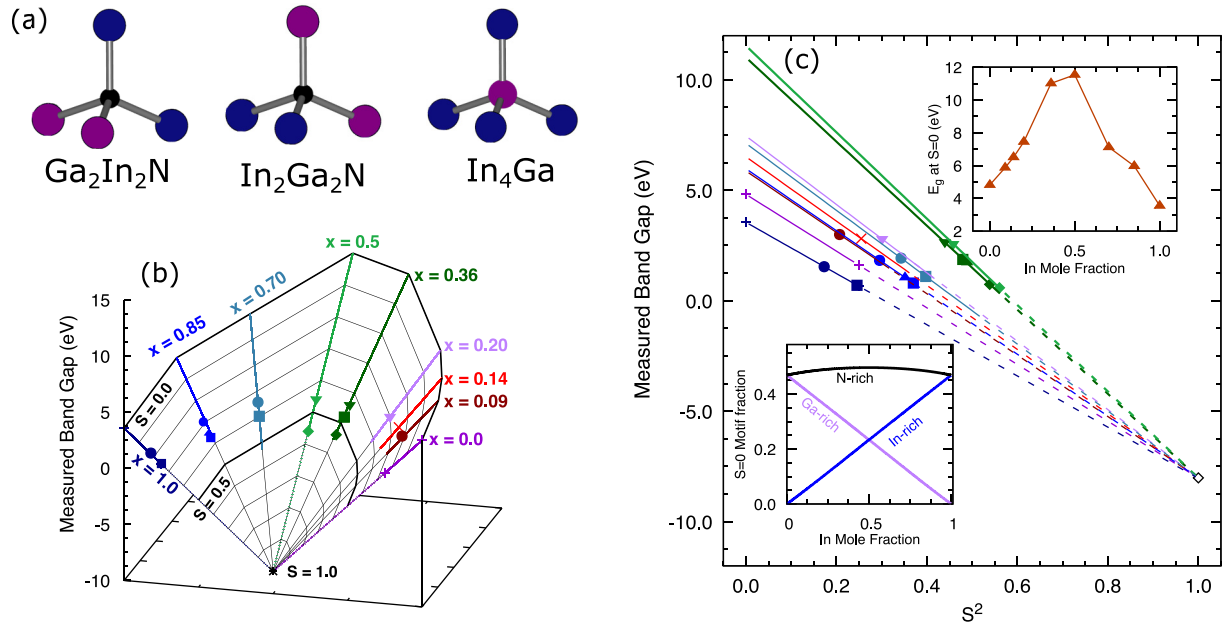 (a)
Ga₂In₂N
In₂Ga₂N
In₄Ga
(b)
x = 0.5
x = 0.36
x = 0.70
x = 0.85
x = 0.20
x = 0.14
x = 0.09
x = 0.0
x = 1.0
S = 0.0
S = 0.5
S = 1.0
Measured Band Gap (eV)
15
10
5
0
-5
-10
(c)
Measured Band Gap (eV)
10.0
5.0
0.0
-5.0
-10.0
0.0 0.2 0.4 0.6 0.8 1.0
S²
E_g at S=0 (eV)
12
10
8
6
4
2
0.0 0.5 1.0
In Mole Fraction
S=0 Motif fraction
0.4
0.2
0.0
N-rich
Ga-rich
In-rich
0 0.5 1
In Mole Fraction